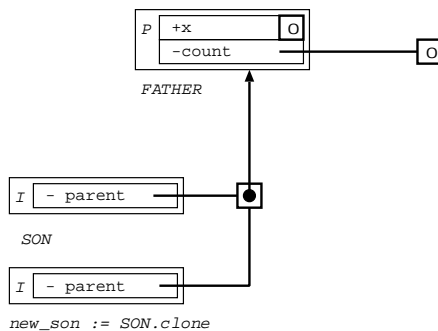 P +x O
-count O
FATHER
I - parent
SON
I - parent
new_son := SON.clone